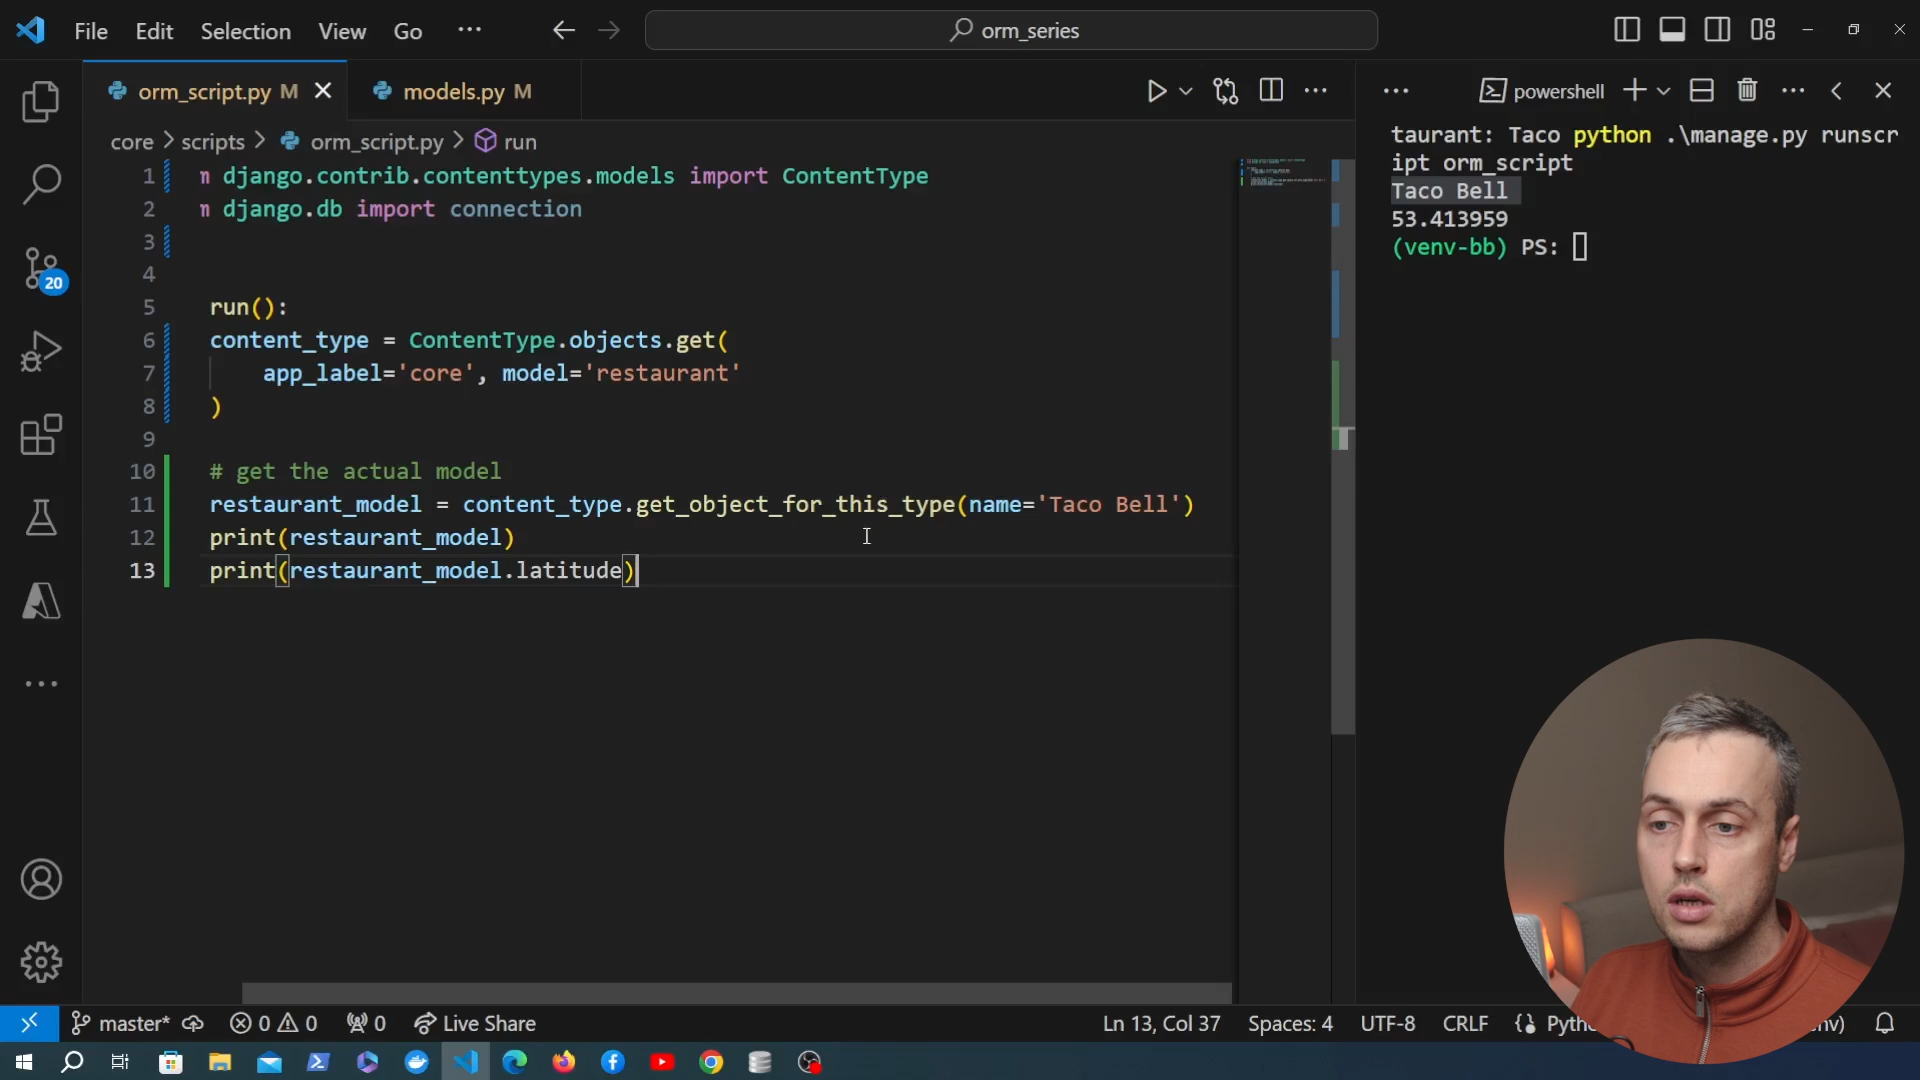 File Edit Selection View Go ···
orm_series
orm_script.py M
models.py M
powershell
core > scripts > orm_script.py > run
1 m django.contrib.contenttypes.models import ContentType
2 m django.db import connection
3
4
5 run():
6 content_type = ContentType.objects.get(
7 app_label='core', model='restaurant'
8 )
9
10 # get the actual model
11 restaurant_model = content_type.get_object_for_this_type(name='Taco Bell')
12 print(restaurant_model)
13 print(restaurant_model.latitude)
taurant: Taco python .\manage.py runscr
ipt orm_script
Taco Bell
53.413959
(venv-bb) PS:
20
master* 0 0 0 Live Share
Ln 13, Col 37 Spaces: 4 UTF-8 CRLF